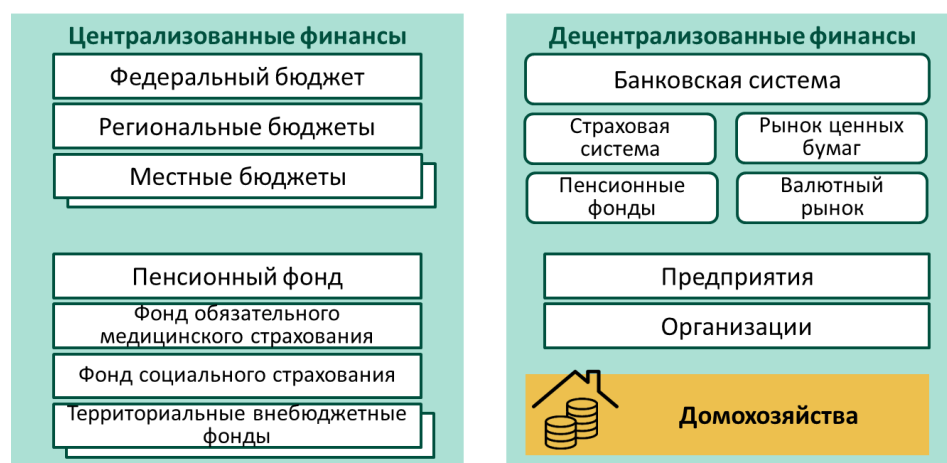 Централизованные финансы
Федеральный бюджет
Региональные бюджеты
Местные бюджеты
Пенсионный фонд
Фонд обязательного
медицинского страхования
Фонд социального страхования
Территориальные внебюджетные
фонды
Децентрализованные финансы
Банковская система
Страховая
система
Рынок ценных
бумаг
Пенсионные
фонды
Валютный
рынок
Предприятия
Организации
Домохозяйства